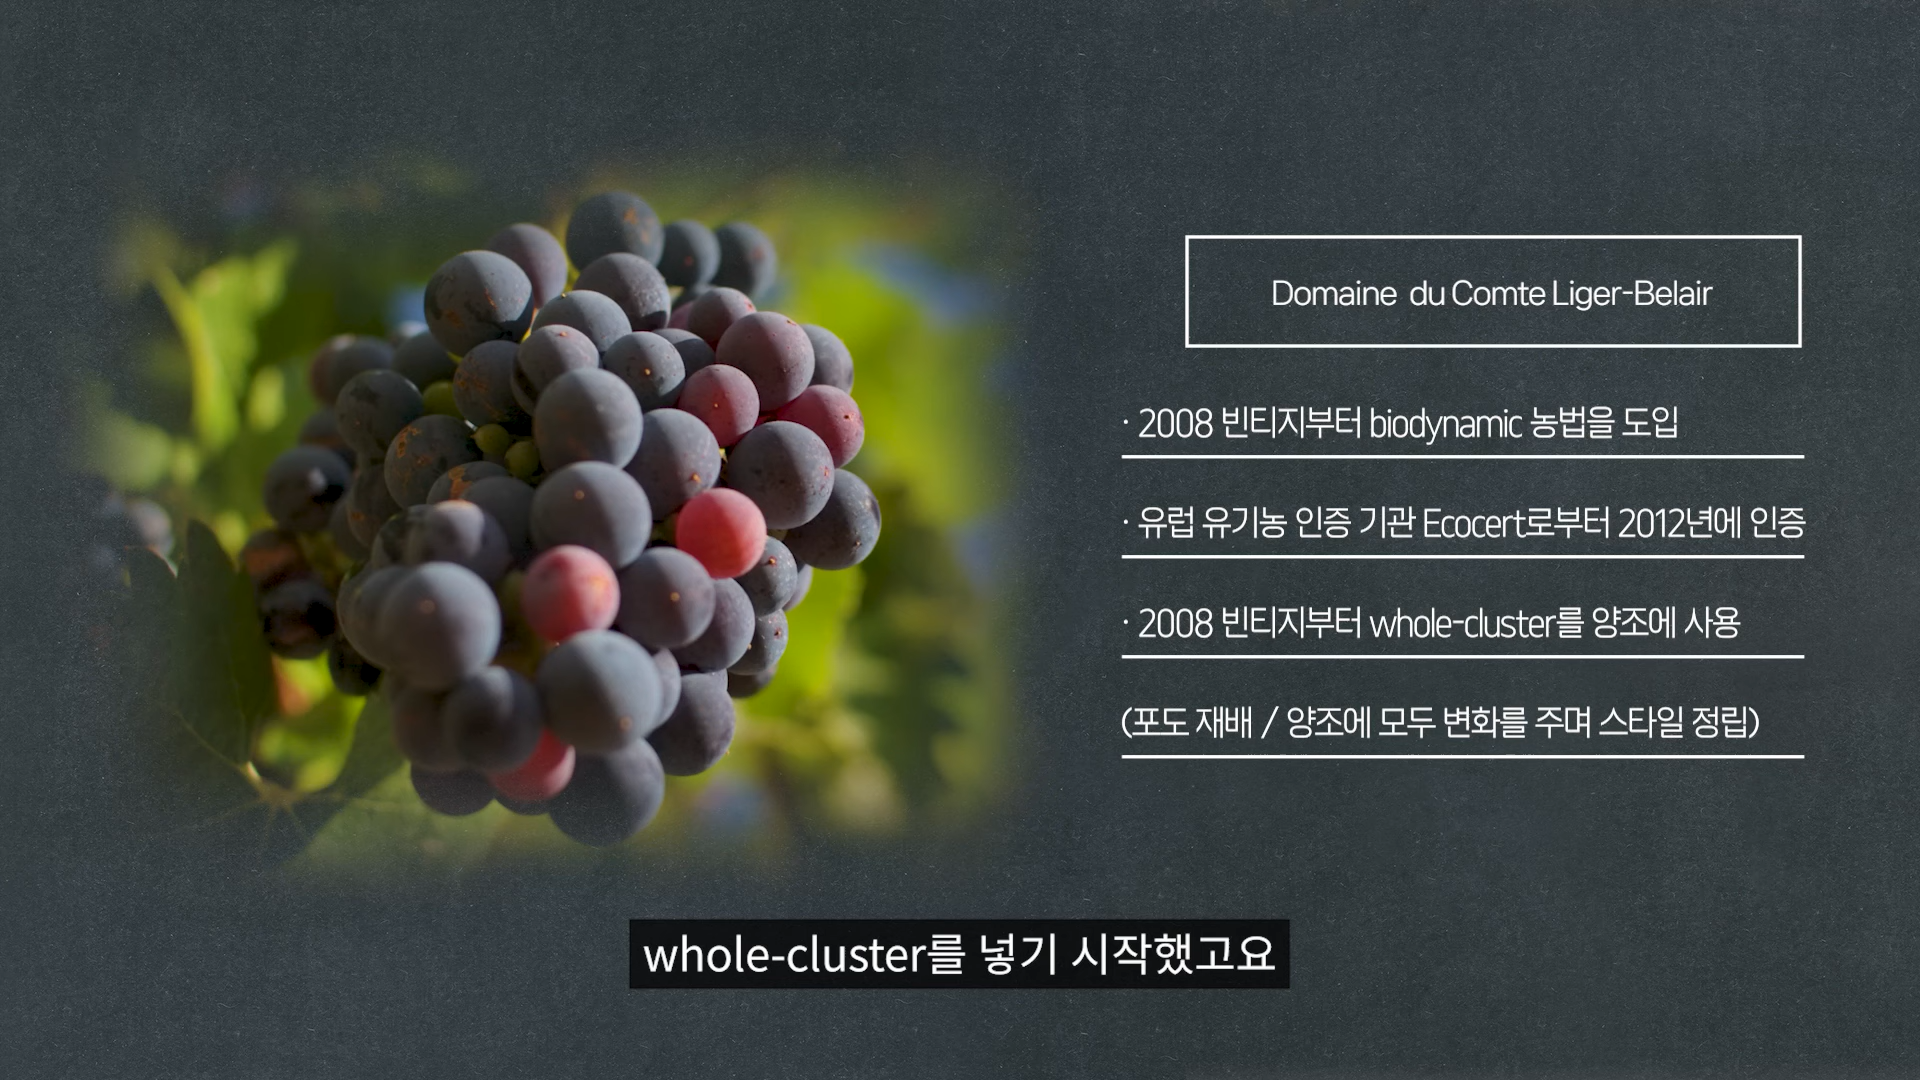 Domaine du Comte Liger-Belair
· 2008 빈티지부터 biodynamic 농법을 도입
· 유럽 유기농 인증 기관 Ecocert로부터 2012년에 인증
· 2008 빈티지부터 whole-cluster를 양조에 사용
(포도 재배 / 양조에 모두 변화를 주며 스타일 정립)
whole-cluster를 넣기 시작했고요